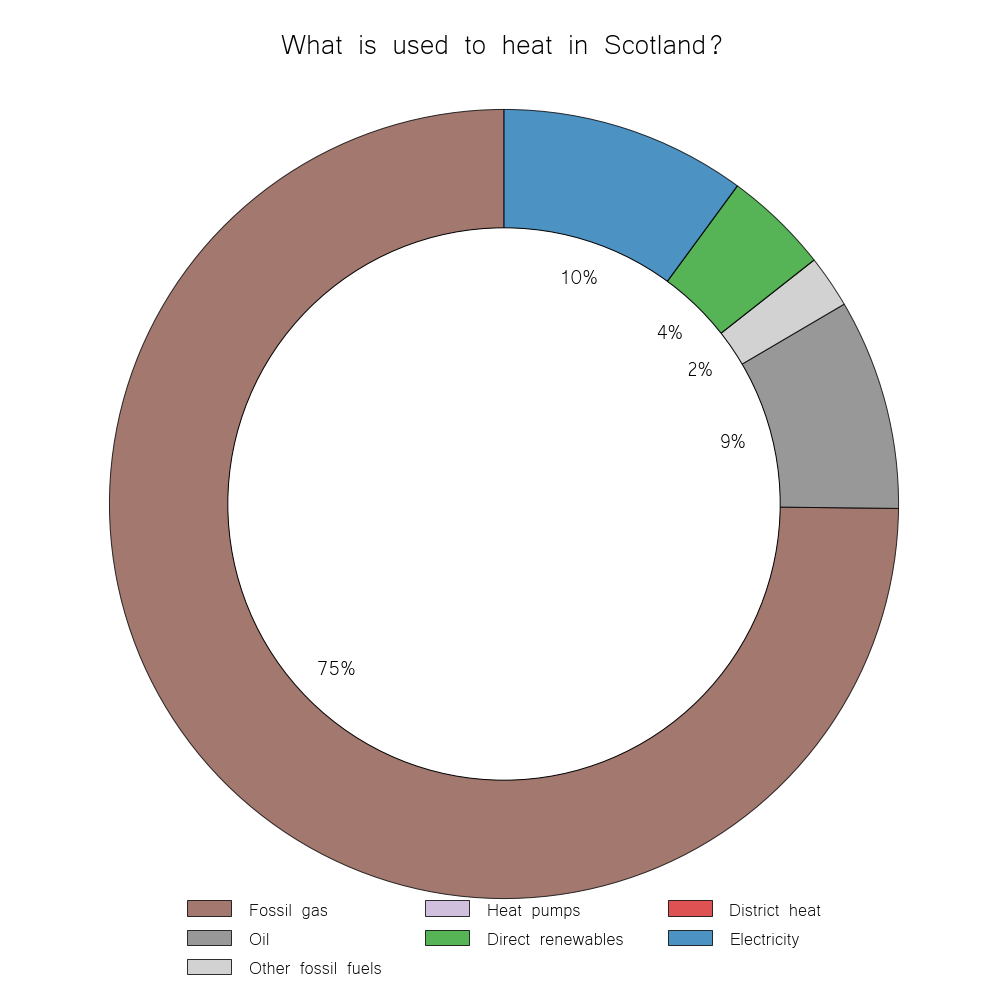 What is used to heat in Scotland?
10%
4%
2%
9%
75%
Fossil gas
Heat pumps
District heat
Oil
Direct renewables
Electricity
Other fossil fuels